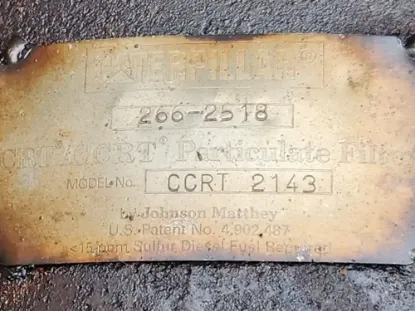 CATERPILLAR®
266-2518
CRT®/CCRT® Particulate Filter
MODEL No. CCRT 2143
by Johnson Matthey
U.S. Patent No. 4,902,487
<15 ppm Sulfur Diesel Fuel Required